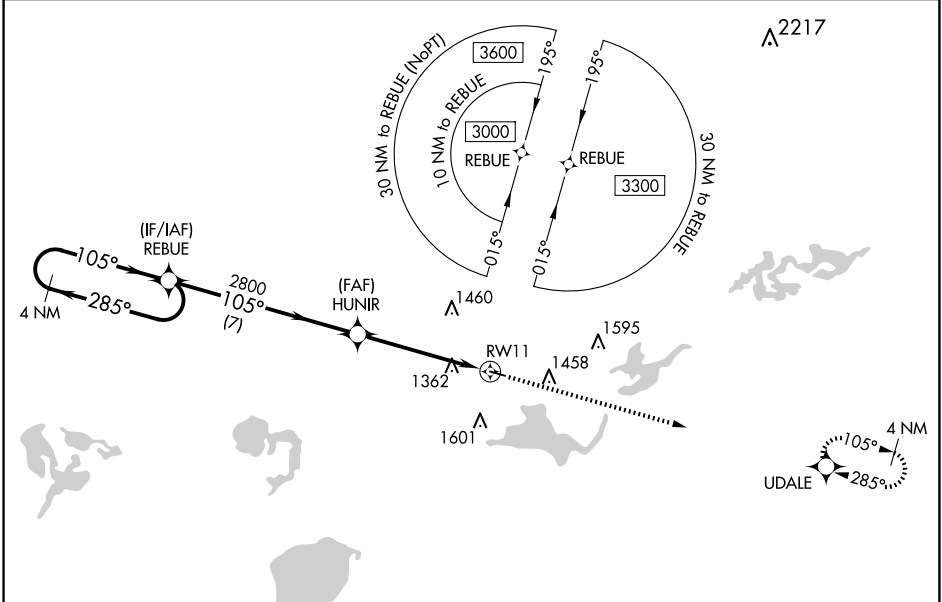 2217
30 NM to REBUE (NoPT)
3600
10 NM to REBUE
3000
REBUE
195°
015°
195°
REBUE
3300
015°
30 NM to REBUE
(IF/IAF)
REBUE
105°
285°
4 NM
2800
105°
(7)
(FAF)
HUNIR
1460
1595
RW11
1458
1362
1601
4 NM
105°
285°
UDALE